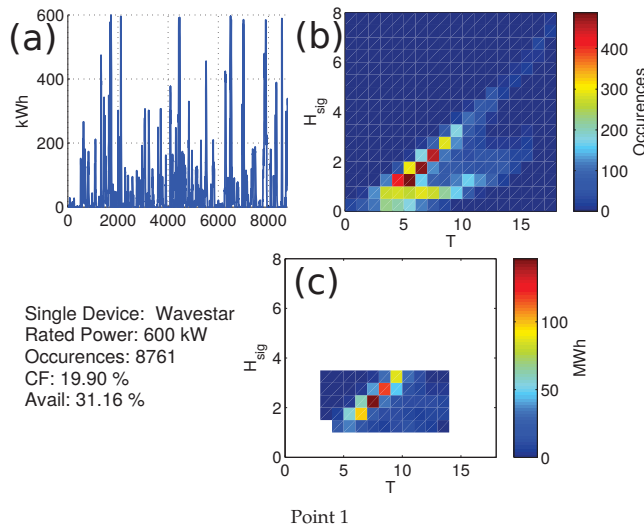 (a)
600
400
200
0
kWh
0 2000 4000 6000 8000
(b)
8
6
4
2
0
H_sig
0 5 10 15
T
400
300
200
100
0
Occurences
Single Device: Wavestar
Rated Power: 600 kW
Occurences: 8761
CF: 19.90 %
Avail: 31.16 %
(c)
8
6
4
2
0
H_sig
0 5 10 15
T
100
50
0
MWh
Point 1